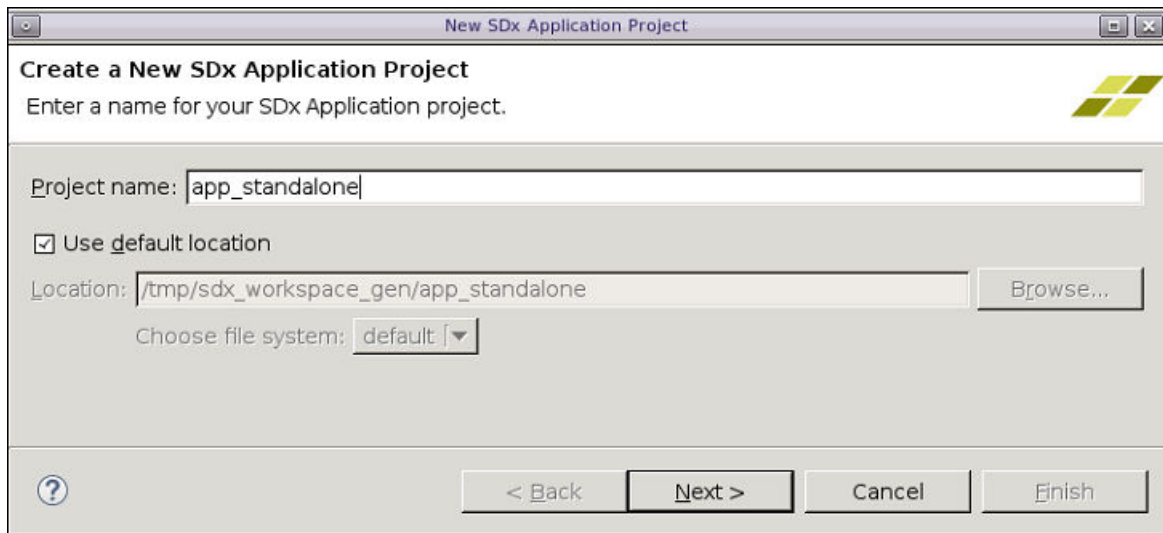 New SDx Application Project
Create a New SDx Application Project
Enter a name for your SDx Application project.
Project name: app_standalone
Use default location
Location: /tmp/sdx_workspace_gen/app_standalone Browse...
Choose file system: default
? < Back Next > Cancel Finish